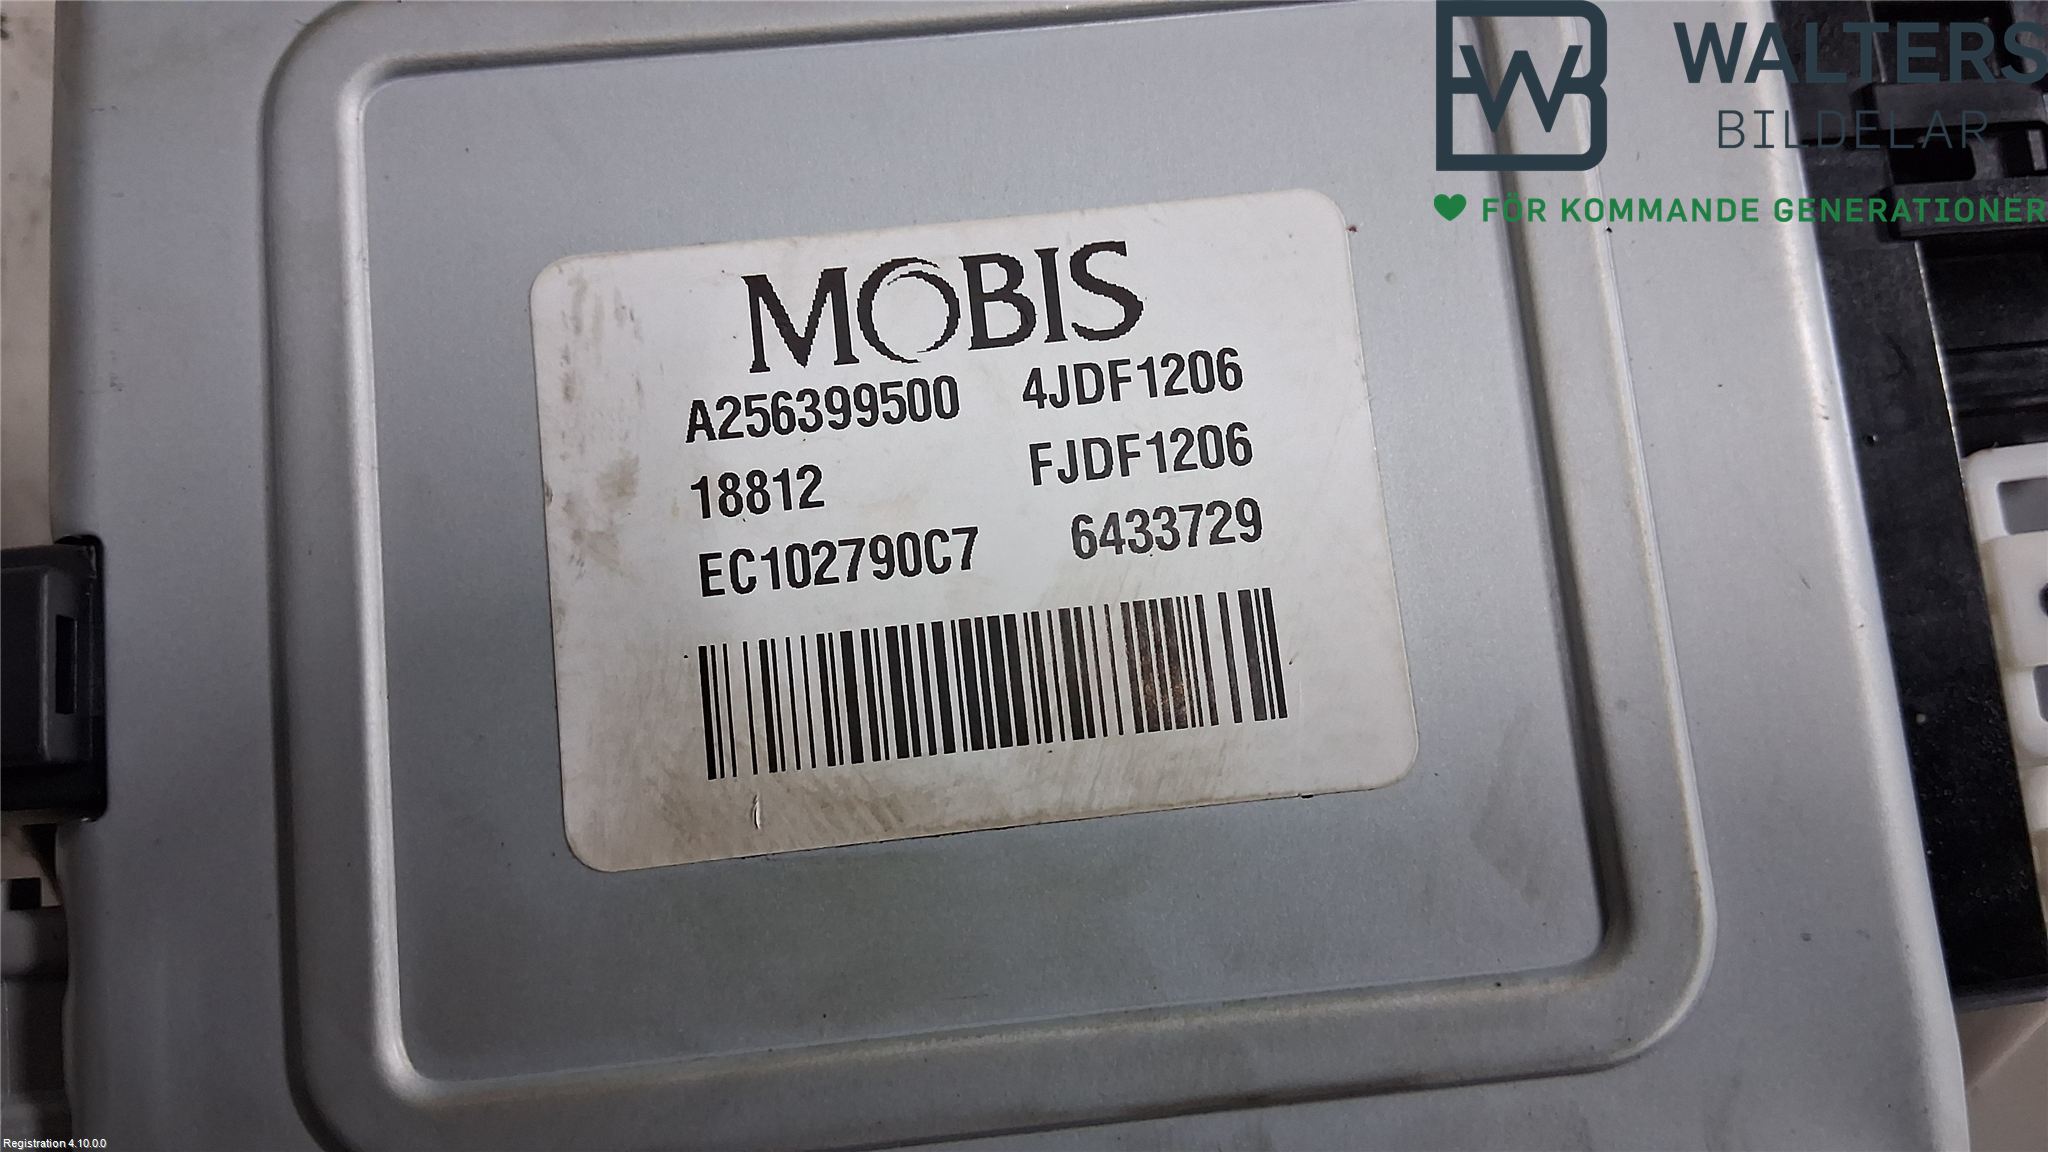 WALTERS
BILDELAR
FÖR KOMMANDE GENERATIONER
MOBIS
A256399500 4JDF1206
18812 FJDF1206
EC102790C7 6433729
Registration 4.10.0.0